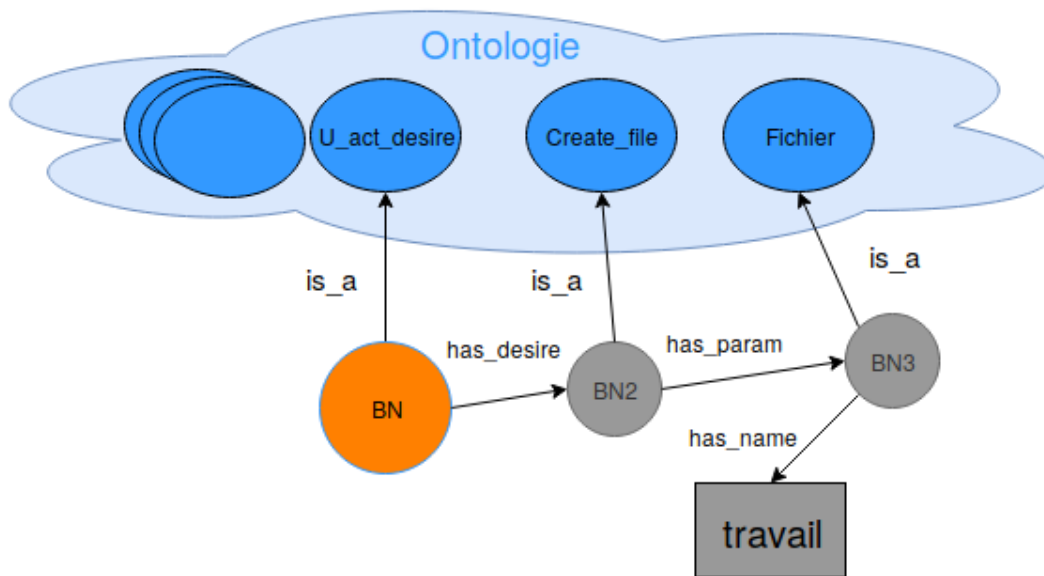 Ontologie
U_act_desire
Create_file
Fichier
is_a
is_a
is_a
has_desire
has_param
BN
BN2
BN3
has_name
travail